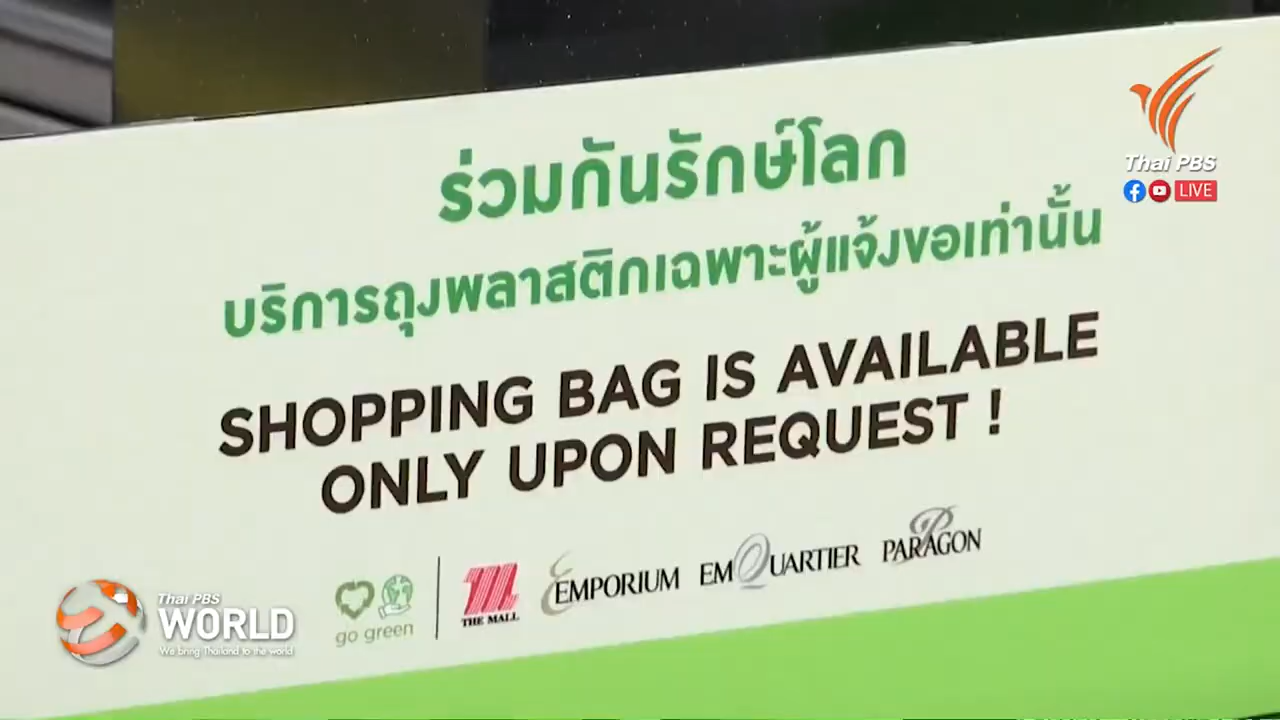 Thai PBS
LIVE
ร่วมกันรักษ์โลก
บริการถุงพลาสติกเฉพาะผู้แจ้งขอเท่านั้น
SHOPPING BAG IS AVAILABLE
ONLY UPON REQUEST !
go green
THE MALL
EMPORIUM
EMQUARTIER
PARAGON
Thai PBS
WORLD
We bring Thailand to the world